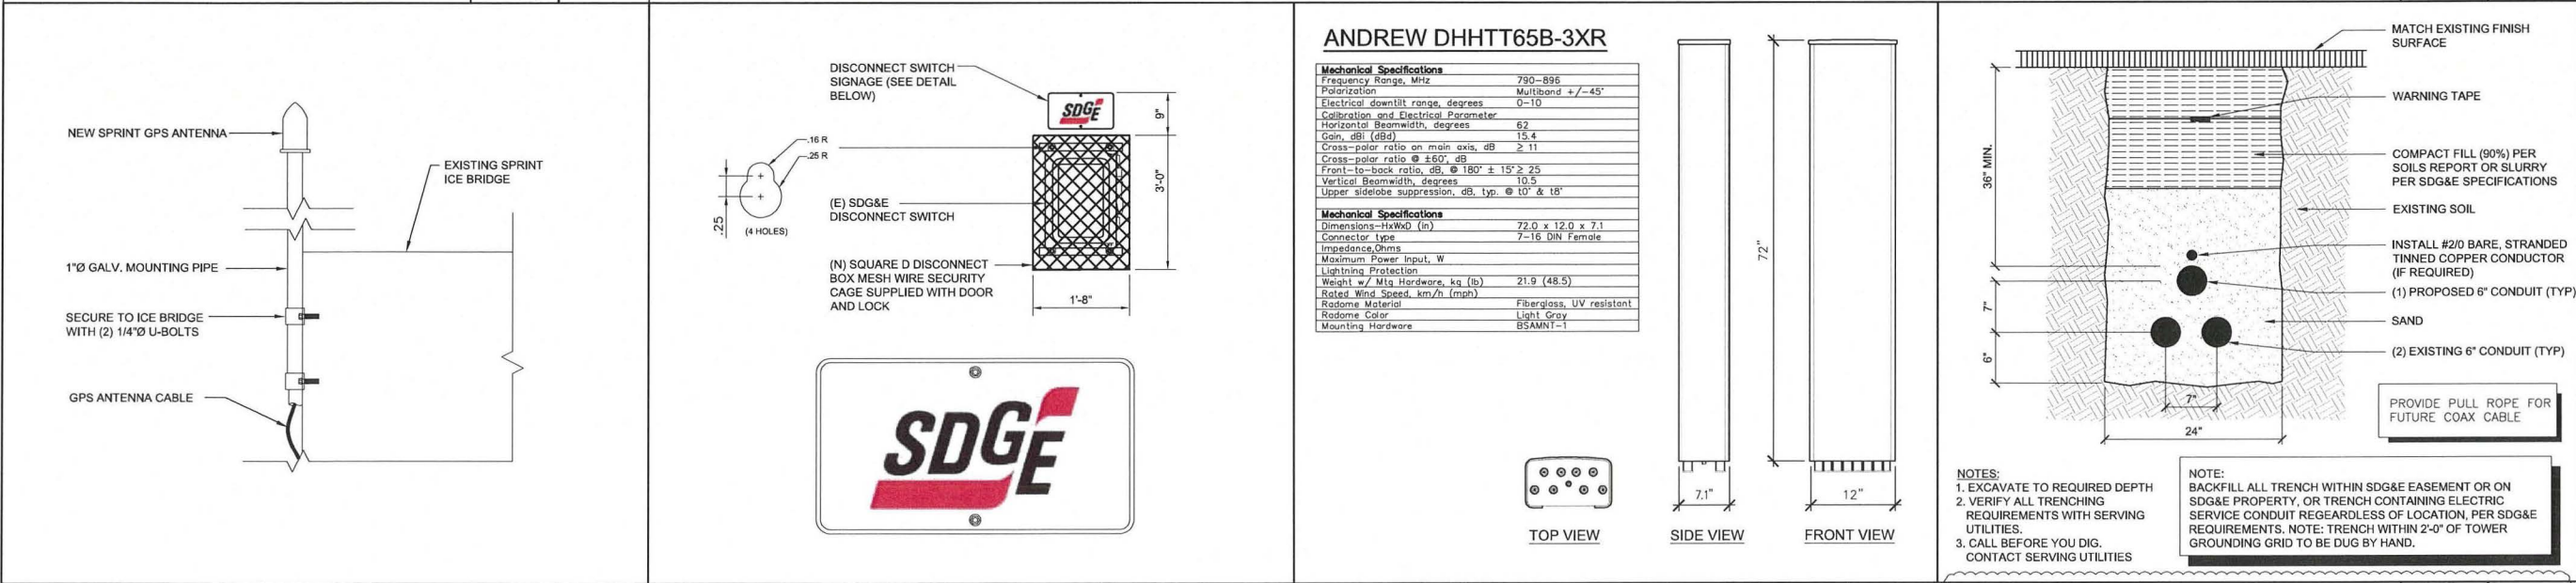 NEW SPRINT GPS ANTENNA
EXISTING SPRINT
ICE BRIDGE
1"Ø GALV. MOUNTING PIPE
SECURE TO ICE BRIDGE
WITH (2) 1/4"Ø U-BOLTS
GPS ANTENNA CABLE
DISCONNECT SWITCH
SIGNAGE (SEE DETAIL
BELOW)
SDGE
9"
.16 R
.25 R
.25
(4 HOLES)
(E) SDG&E
DISCONNECT SWITCH
3'-0"
(N) SQUARE D DISCONNECT
BOX MESH WIRE SECURITY
CAGE SUPPLIED WITH DOOR
AND LOCK
1'-8"
SDGE
ANDREW DHHTT65B-3XR
Mechanical Specifications
Frequency Range, MHz 790-896
Polarization Multiband +/-45°
Electrical downtilt range, degrees 0-10
Calibration and Electrical Parameter
Horizontal Beamwidth, degrees 62
Gain, dBi (dBd) 15.4
Cross-polar ratio on main axis, dB ≥ 11
Cross-polar ratio @ ±60°, dB
Front-to-back ratio, dB, @ 180° ± 15° ≥ 25
Vertical Beamwidth, degrees 10.5
Upper sidelobe suppression, dB, typ. @ t0° & t8°
Mechanical Specifications
Dimensions-HxWxD (in) 72.0 x 12.0 x 7.1
Connector type 7-16 DIN Female
Impedance,Ohms
Maximum Power Input, W
Lightning Protection
Weight w/ Mtg Hardware, kg (lb) 21.9 (48.5)
Rated Wind Speed, km/h (mph)
Radome Material Fiberglass, UV resistant
Radome Color Light Gray
Mounting Hardware BSAMNT-1
72"
7.1"
12"
TOP VIEW
SIDE VIEW
FRONT VIEW
MATCH EXISTING FINISH
SURFACE
WARNING TAPE
COMPACT FILL (90%) PER
SOILS REPORT OR SLURRY
PER SDG&E SPECIFICATIONS
EXISTING SOIL
INSTALL #2/0 BARE, STRANDED
TINNED COPPER CONDUCTOR
(IF REQUIRED)
(1) PROPOSED 6" CONDUIT (TYP)
SAND
(2) EXISTING 6" CONDUIT (TYP)
36" MIN.
7"
6"
7"
24"
PROVIDE PULL ROPE FOR
FUTURE COAX CABLE
NOTES:
1. EXCAVATE TO REQUIRED DEPTH
2. VERIFY ALL TRENCHING
REQUIREMENTS WITH SERVING
UTILITIES.
3. CALL BEFORE YOU DIG.
CONTACT SERVING UTILITIES
NOTE:
BACKFILL ALL TRENCH WITHIN SDG&E EASEMENT OR ON
SDG&E PROPERTY, OR TRENCH CONTAINING ELECTRIC
SERVICE CONDUIT REGEARDLESS OF LOCATION, PER SDG&E
REQUIREMENTS. NOTE: TRENCH WITHIN 2'-0" OF TOWER
GROUNDING GRID TO BE DUG BY HAND.